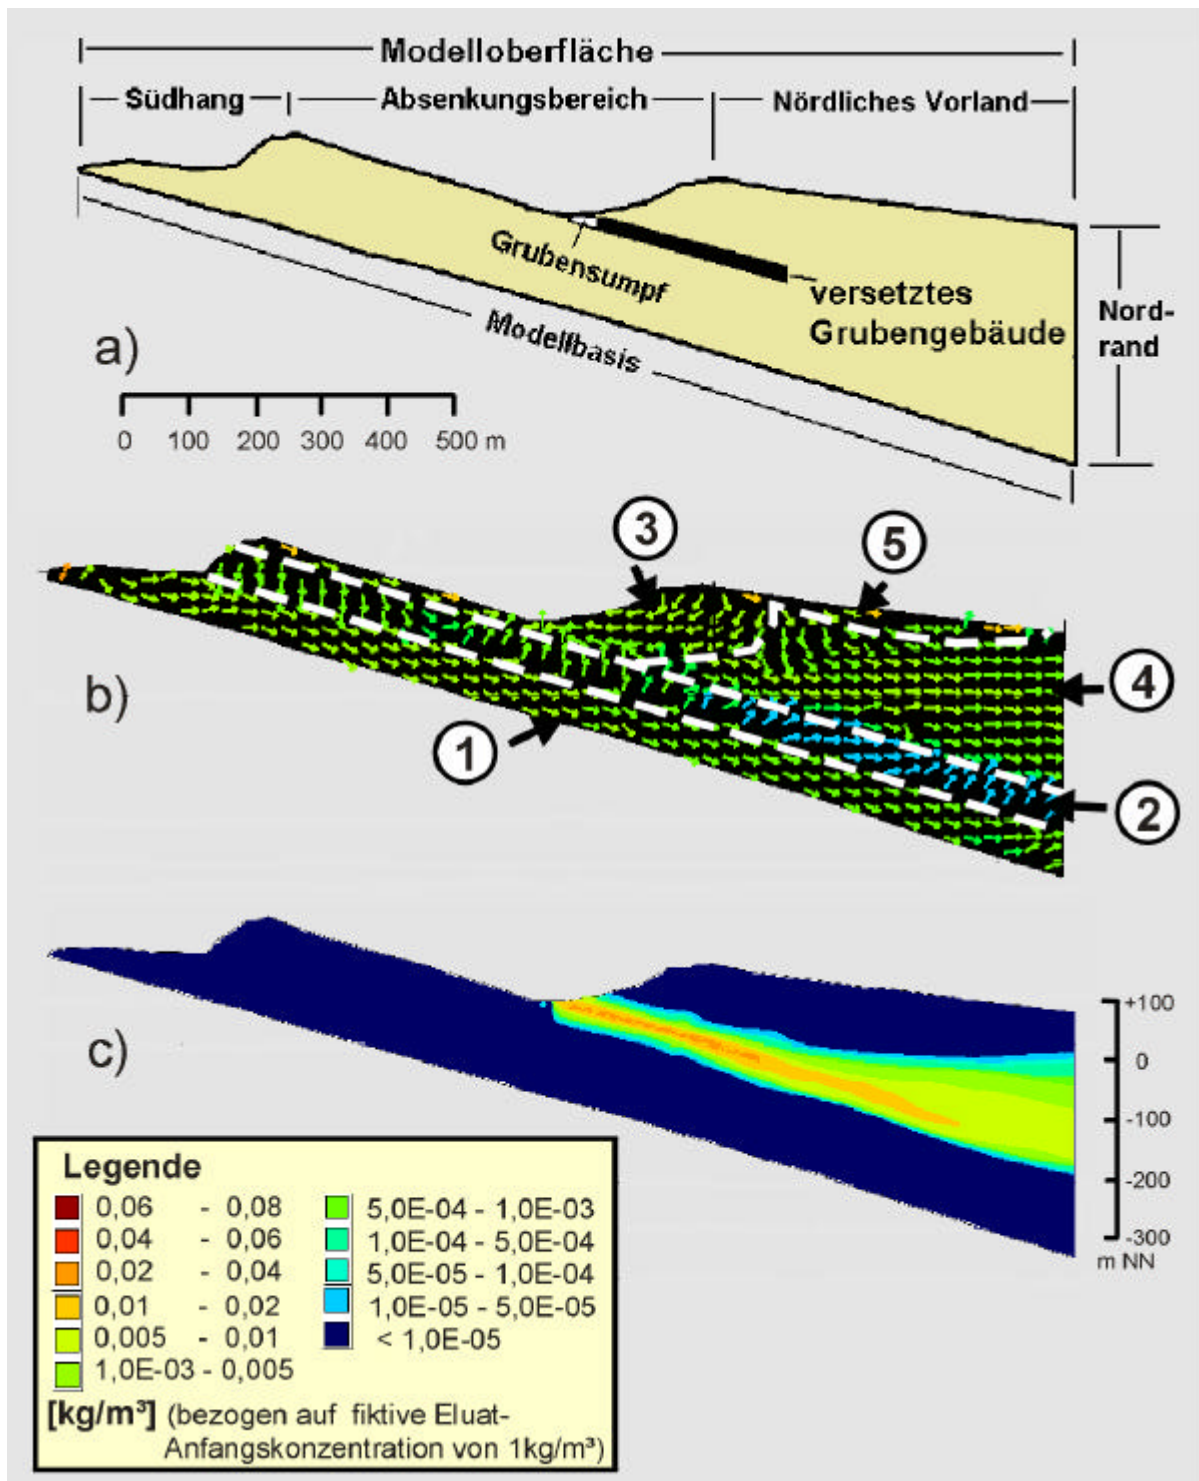 Modelloberfläche
Südhang
Absenkungsbereich
Nördliches Vorland
Grubensumpf
versetztes
Grubengebäude
Nord-
rand
Modellbasis
a)
0 100 200 300 400 500 m
3
5
b)
4
1
2
c)
+100
0
-100
-200
-300
m NN
Legende
0,06 - 0,08
0,04 - 0,06
0,02 - 0,04
0,01 - 0,02
0,005 - 0,01
1,0E-03 - 0,005
5,0E-04 - 1,0E-03
1,0E-04 - 5,0E-04
5,0E-05 - 1,0E-04
1,0E-05 - 5,0E-05
< 1,0E-05
[kg/m³] (bezogen auf fiktive Eluat-
Anfangskonzentration von 1kg/m³)